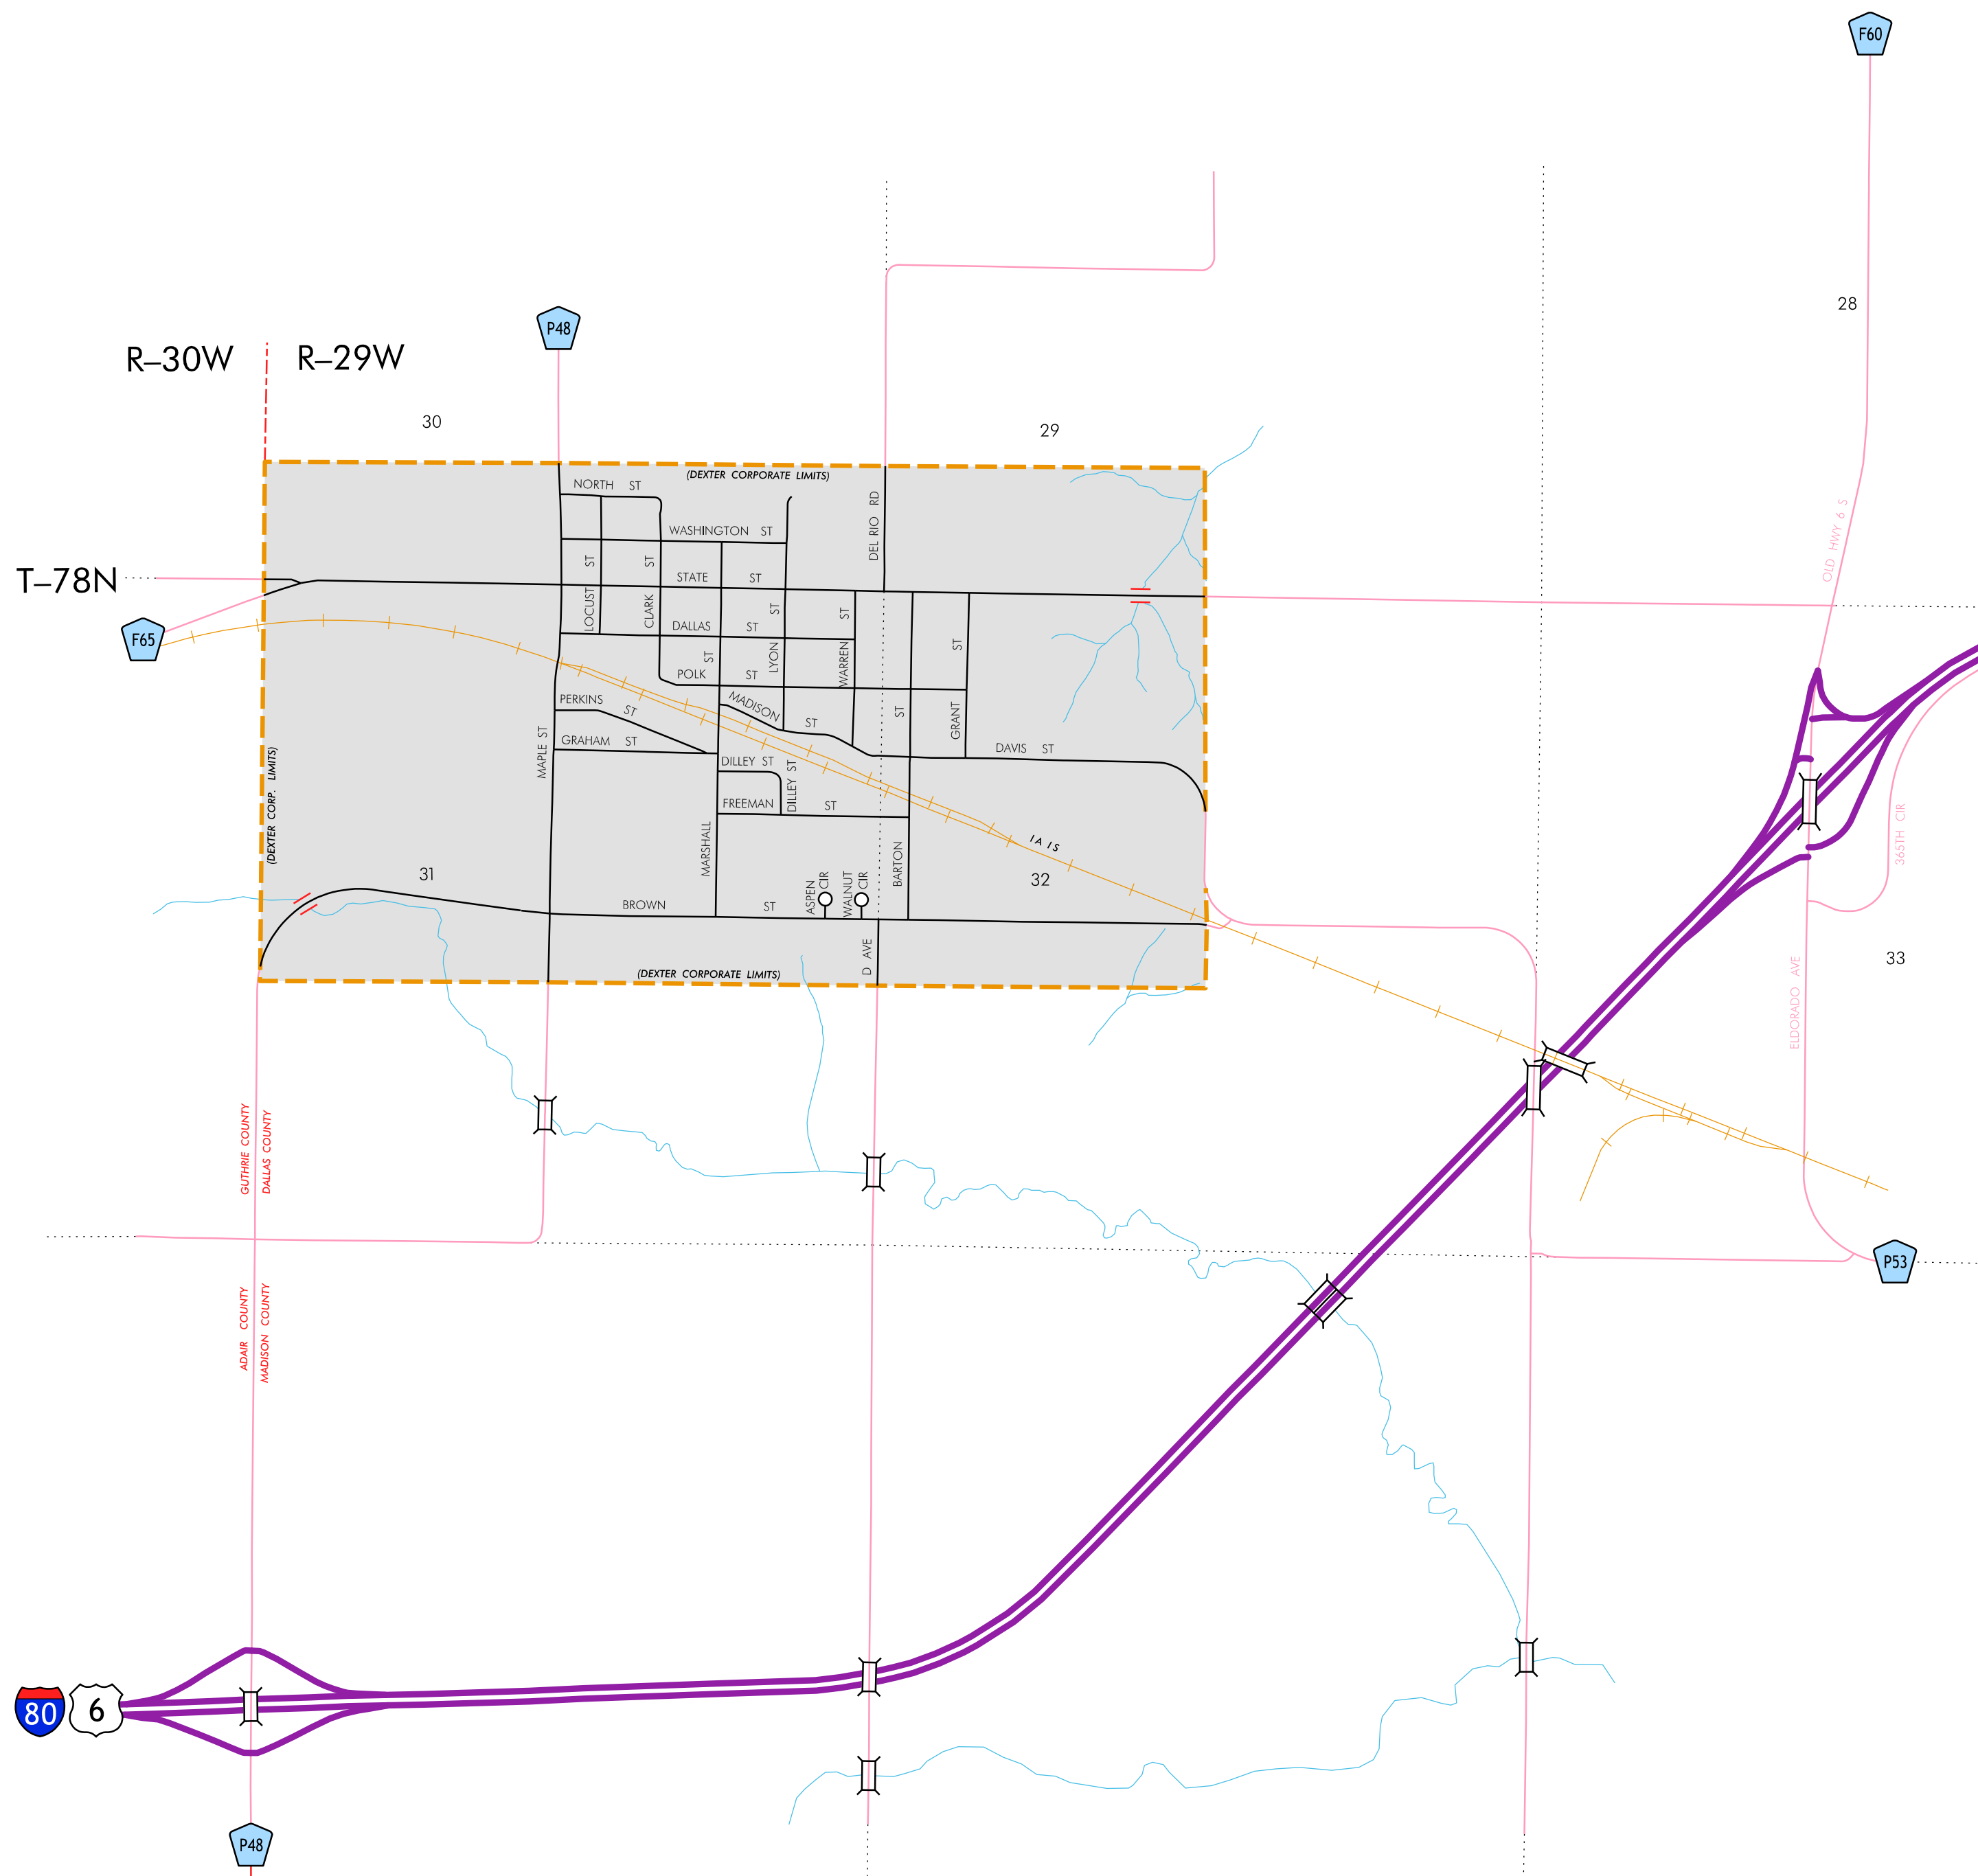 F60
28
P48
R–30W
R–29W
30
29
(DEXTER CORPORATE LIMITS)
NORTH ST
DEL RIO RD
WASHINGTON ST
OLD HWY 6 S
T–78N
STATE ST
LOCUST ST
CLARK ST
F65
DALLAS ST
LYON ST
WARREN ST
GRANT ST
POLK ST
PERKINS ST
MADISON ST
GRAHAM ST
MAPLE ST
DAVIS ST
DILLEY ST
DILLEY ST
FREEMAN ST
(DEXTER CORP. LIMITS)
MARSHALL ST
BARTON ST
IA IS
365TH CIR
31
32
ASPEN CIR
WALNUT CIR
BROWN ST
D AVE
(DEXTER CORPORATE LIMITS)
33
ELDORADO AVE
GUTHRIE COUNTY
DALLAS COUNTY
P53
ADAIR COUNTY
MADISON COUNTY
80
6
P48